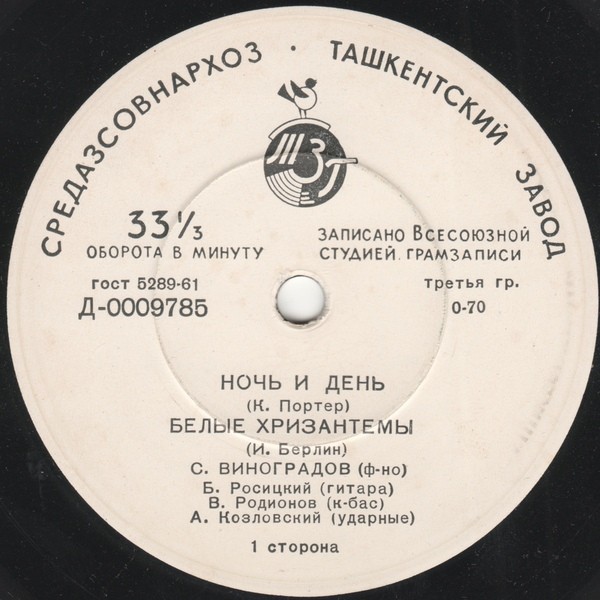 СРЕДАЗСОВНАРХОЗ · ТАШКЕНТСКИЙ ЗАВОД
ТЗГ
33⅓
ОБОРОТА В МИНУТУ
ЗАПИСАНО ВСЕСОЮЗНОЙ
СТУДИЕЙ ГРАМЗАПИСИ
ГОСТ 5289-61
третья гр.
Д-0009785
0-70
НОЧЬ И ДЕНЬ
(К. Портер)
БЕЛЫЕ ХРИЗАНТЕМЫ
(И. Берлин)
С. ВИНОГРАДОВ (ф-но)
Б. Росицкий (гитара)
В. Родионов (к-бас)
А. Козловский (ударные)
1 сторона